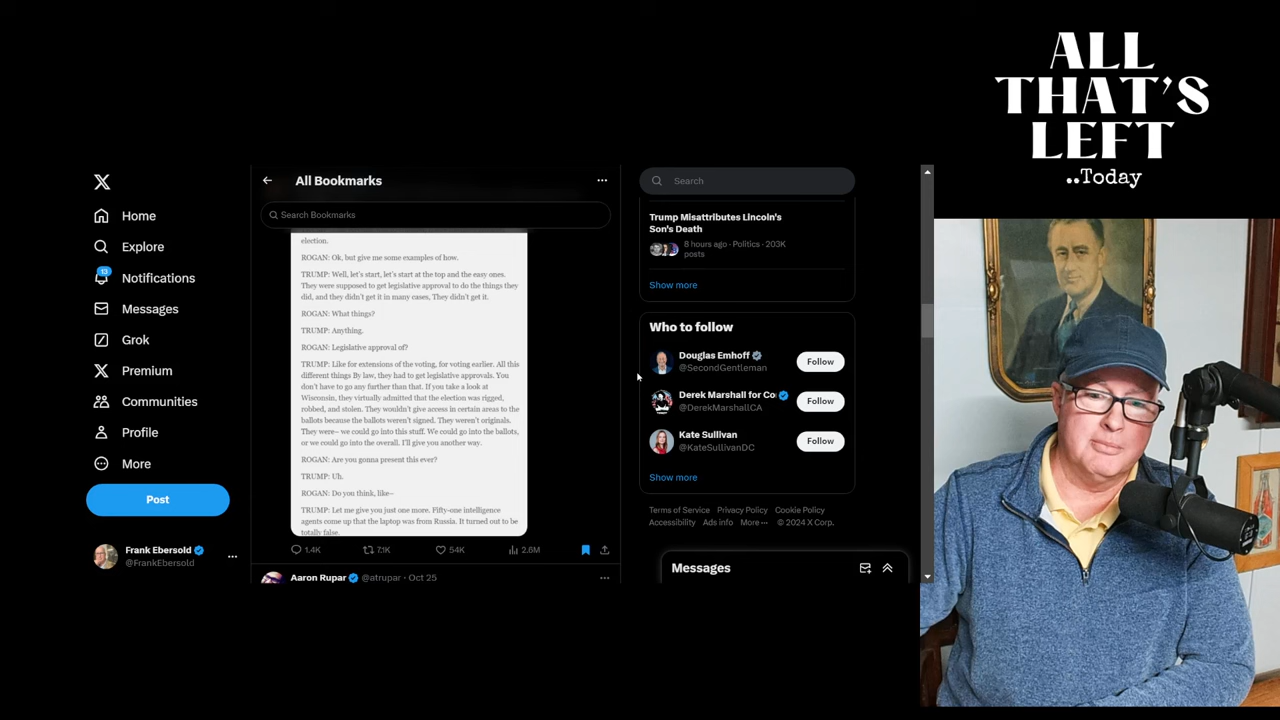 ALL
THAT'S
LEFT
..Today
Home
Explore
13
Notifications
Messages
Grok
Premium
Communities
Profile
More
Post
Frank Ebersold
@FrankEbersold
All Bookmarks
Search Bookmarks
election.
ROGAN: Ok, but give me some examples of how.
TRUMP: Well, let's start, let's start at the top and the easy ones.
They were supposed to get legislative approval to do the things they
did, and they didn't get it in many cases, They didn't get it.
ROGAN: What things?
TRUMP: Anything.
ROGAN: Legislative approval of?
TRUMP: Like for extensions of the voting, for voting earlier. All this
different things By law, they had to get legislative approvals. You
don't have to go any further than that. If you take a look at
Wisconsin, they virtually admitted that the election was rigged,
robbed, and stolen. They wouldn't give access in certain areas to the
ballots because the ballots weren't signed. They weren't originals.
They were– we could go into this stuff. We could go into the ballots,
or we could go into the overall. I'll give you another way.
ROGAN: Are you gonna present this ever?
TRUMP: Uh.
ROGAN: Do you think, like–
TRUMP: Let me give you just one more. Fifty-one intelligence
agents come up that the laptop was from Russia. It turned out to be
totally false.
1.4K 7.1K 54K 2.6M
Aaron Rupar @atrupar · Oct 25
Search
Trump Misattributes Lincoln's
Son's Death
8 hours ago · Politics · 203K
posts
Show more
Who to follow
Douglas Emhoff
@SecondGentleman
Follow
Derek Marshall for Co
@DerekMarshallCA
Follow
Kate Sullivan
@KateSullivanDC
Follow
Show more
Terms of Service Privacy Policy Cookie Policy
Accessibility Ads info More ··· © 2024 X Corp.
Messages